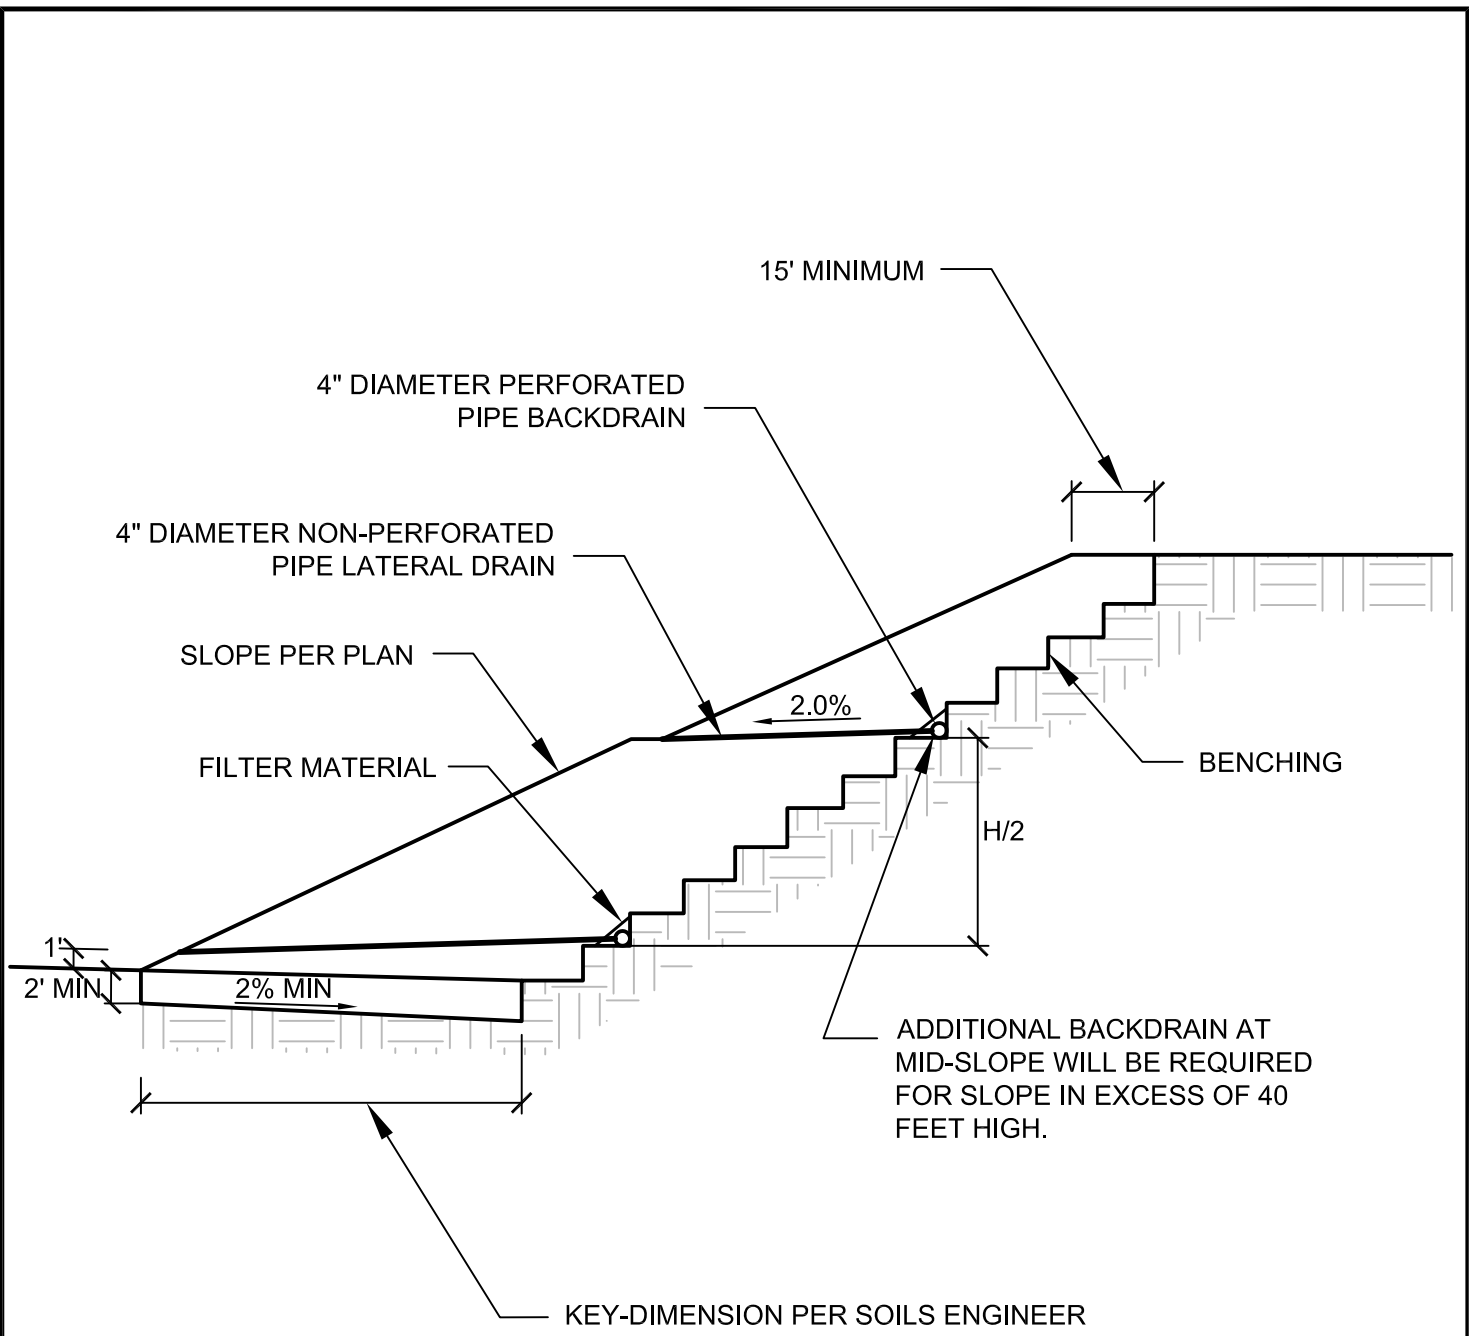 15' MINIMUM
4" DIAMETER PERFORATED
PIPE BACKDRAIN
4" DIAMETER NON-PERFORATED
PIPE LATERAL DRAIN
SLOPE PER PLAN
2.0%
FILTER MATERIAL
BENCHING
H/2
1'
2' MIN
2% MIN
ADDITIONAL BACKDRAIN AT
MID-SLOPE WILL BE REQUIRED
FOR SLOPE IN EXCESS OF 40
FEET HIGH.
KEY-DIMENSION PER SOILS ENGINEER